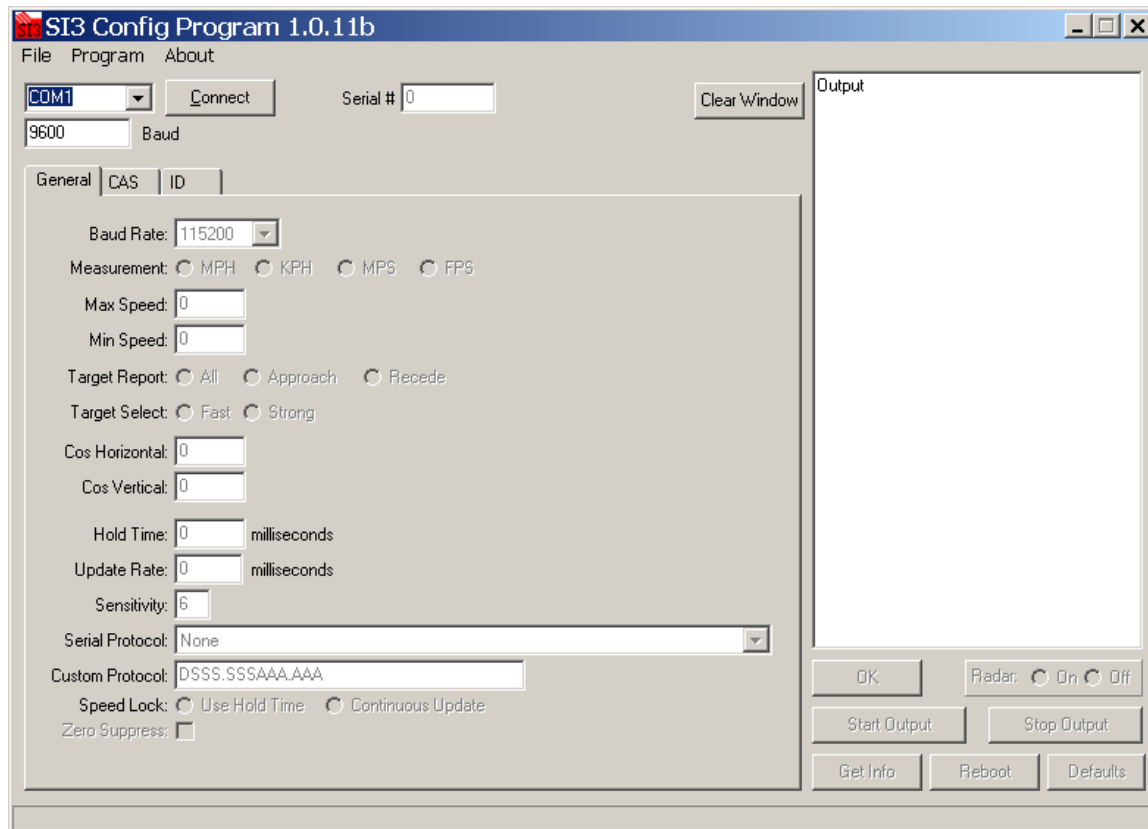 SI3 SI3 Config Program 1.0.11b
File Program About
COM1 Connect Serial # 0 Clear Window
9600 Baud
General CAS ID
Baud Rate: 115200
Measurement: MPH KPH MPS FPS
Max Speed: 0
Min Speed: 0
Target Report: All Approach Recede
Target Select: Fast Strong
Cos Horizontal: 0
Cos Vertical: 0
Hold Time: 0 milliseconds
Update Rate: 0 milliseconds
Sensitivity: 6
Serial Protocol: None
Custom Protocol: DSSS.SSSAAA.AAA
Speed Lock: Use Hold Time Continuous Update
Zero Suppress:
Output
OK Radar: On Off
Start Output Stop Output
Get Info Reboot Defaults